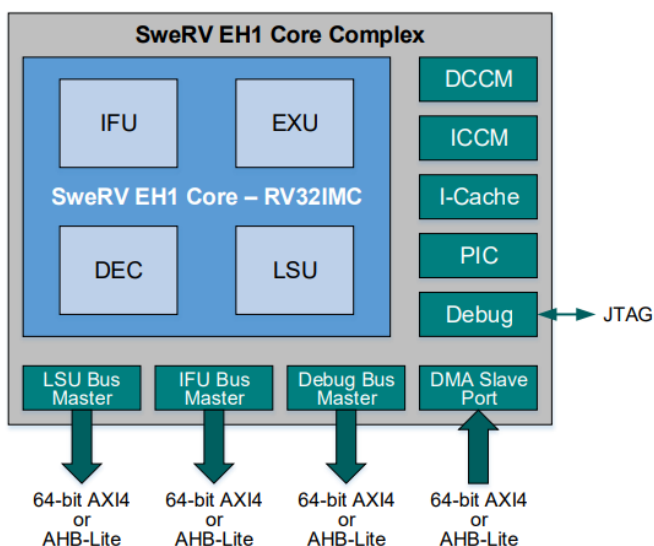 SweRV EH1 Core Complex
IFU
EXU
SweRV EH1 Core – RV32IMC
DEC
LSU
DCCM
ICCM
I-Cache
PIC
Debug
JTAG
LSU Bus
Master
IFU Bus
Master
Debug Bus
Master
DMA Slave
Port
64-bit AXI4
or
AHB-Lite
64-bit AXI4
or
AHB-Lite
64-bit AXI4
or
AHB-Lite
64-bit AXI4
or
AHB-Lite